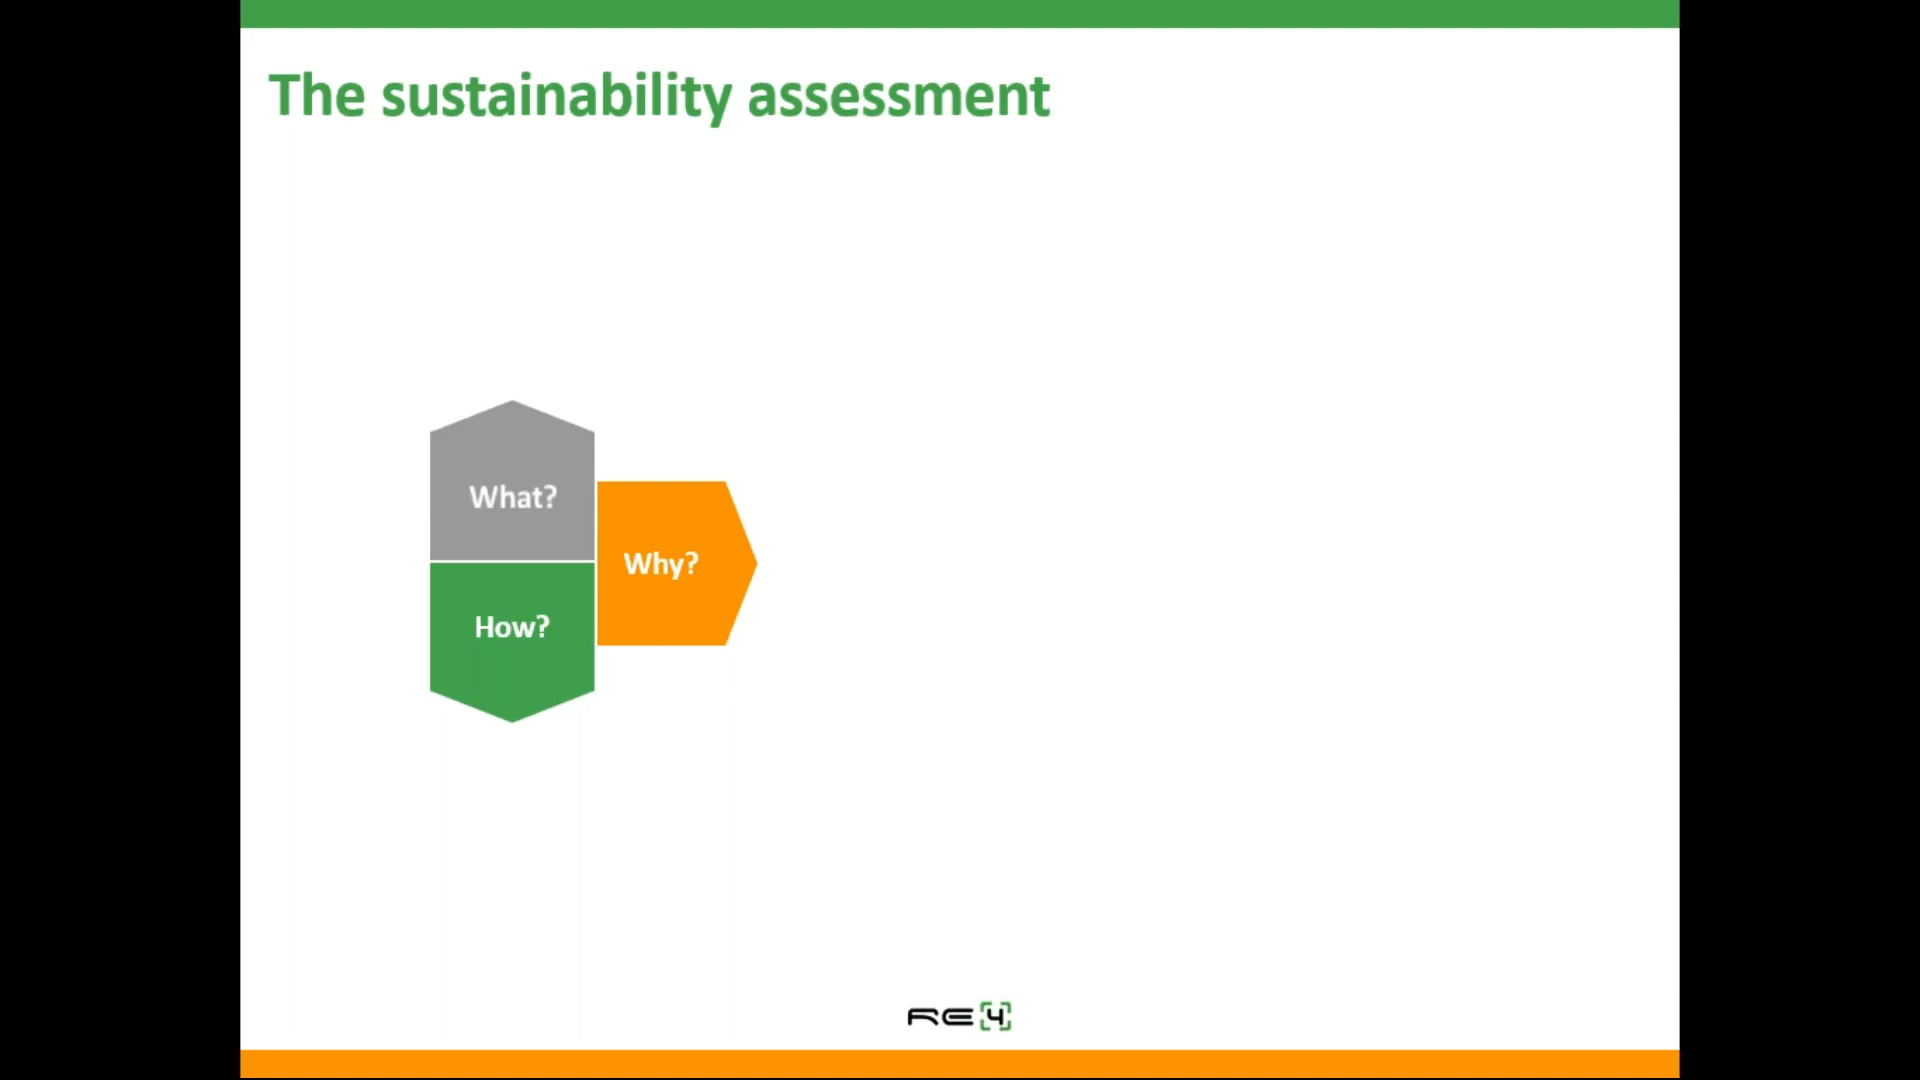 The sustainability assessment
What?
Why?
How?
RE4